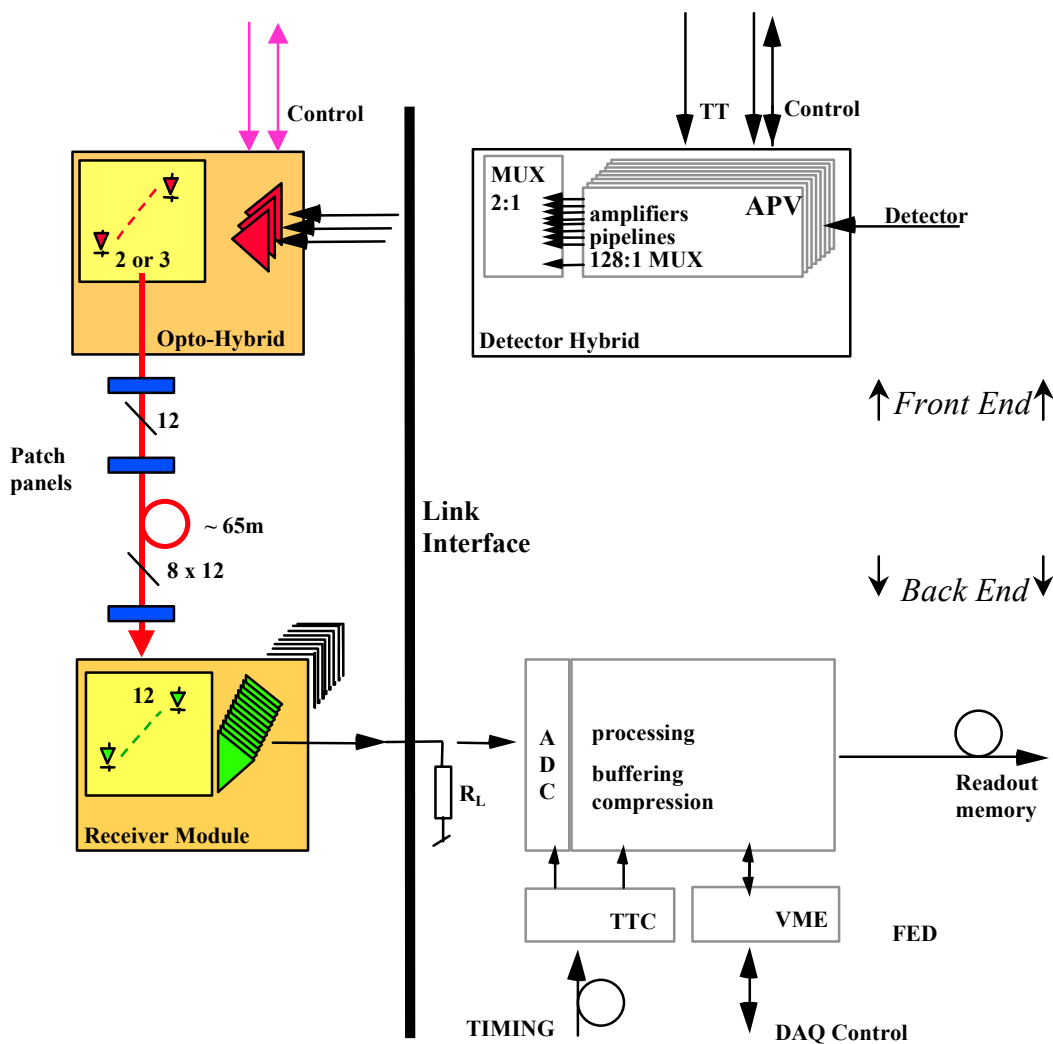 Control
TT
Control
MUX
2:1
APV
amplifiers
pipelines
128:1 MUX
Detector
2 or 3
Opto-Hybrid
Detector Hybrid
Front End
12
Patch
panels
~ 65m
Link
Interface
8 x 12
Back End
12
A
D
C
processing
buffering
compression
RL
Readout
memory
Receiver Module
TTC
VME
FED
TIMING
DAQ Control